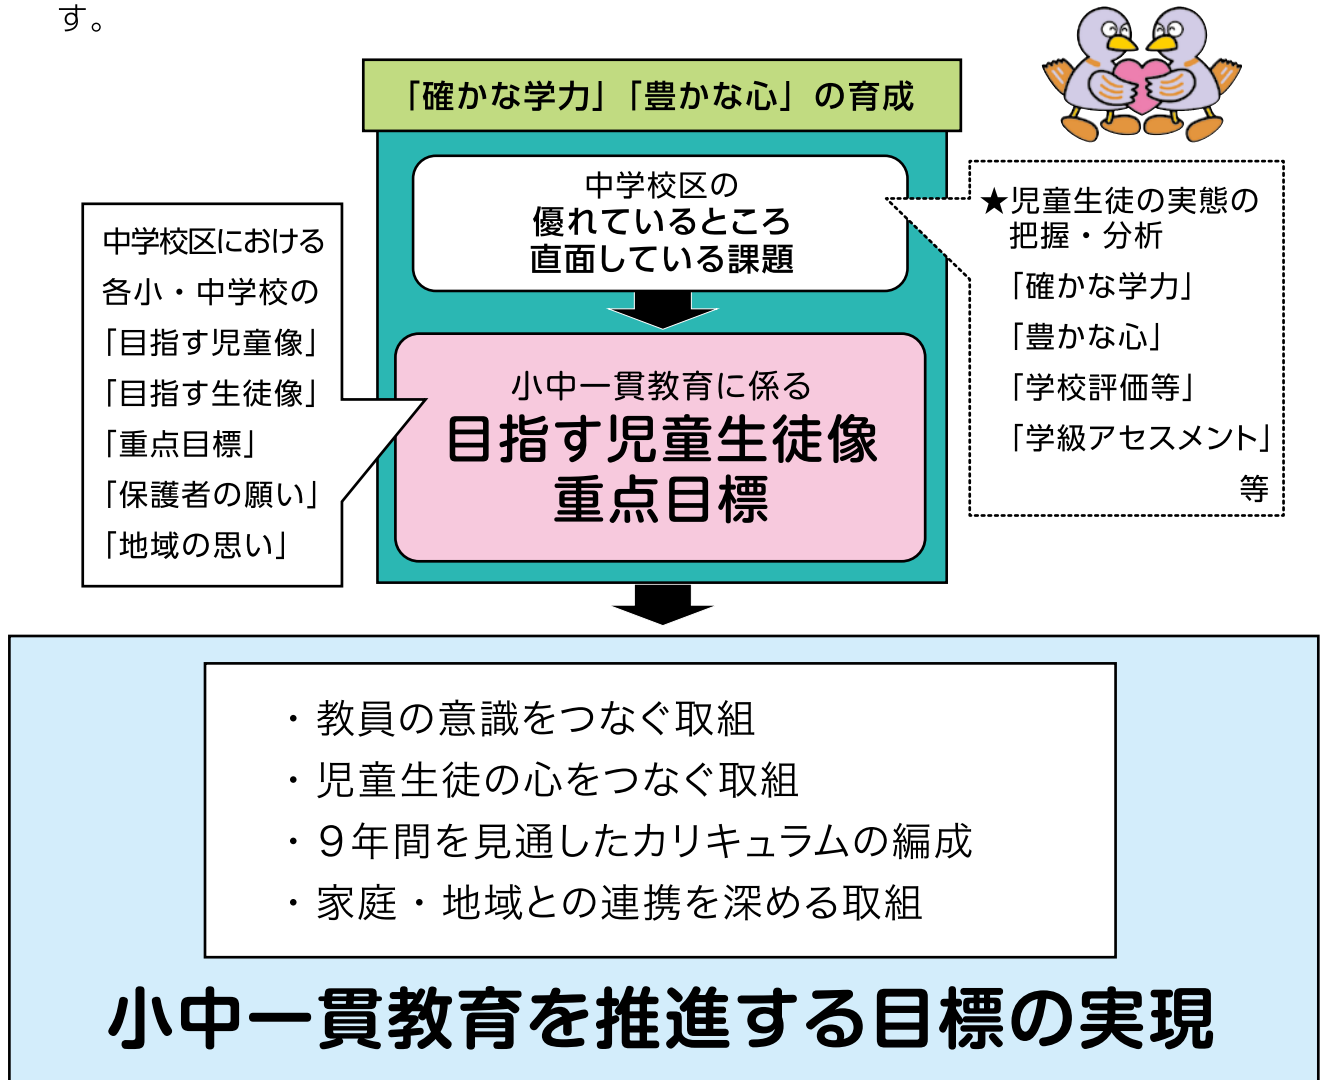 す。
「確かな学力」「豊かな心」の育成
中学校区の
優れているところ
直面している課題
★児童生徒の実態の
把握・分析
「確かな学力」
「豊かな心」
「学校評価等」
「学級アセスメント」
等
中学校区における
各小・中学校の
「目指す児童像」
「目指す生徒像」
「重点目標」
「保護者の願い」
「地域の思い」
小中一貫教育に係る
目指す児童生徒像
重点目標
・教員の意識をつなぐ取組
・児童生徒の心をつなぐ取組
・９年間を見通したカリキュラムの編成
・家庭・地域との連携を深める取組
小中一貫教育を推進する目標の実現